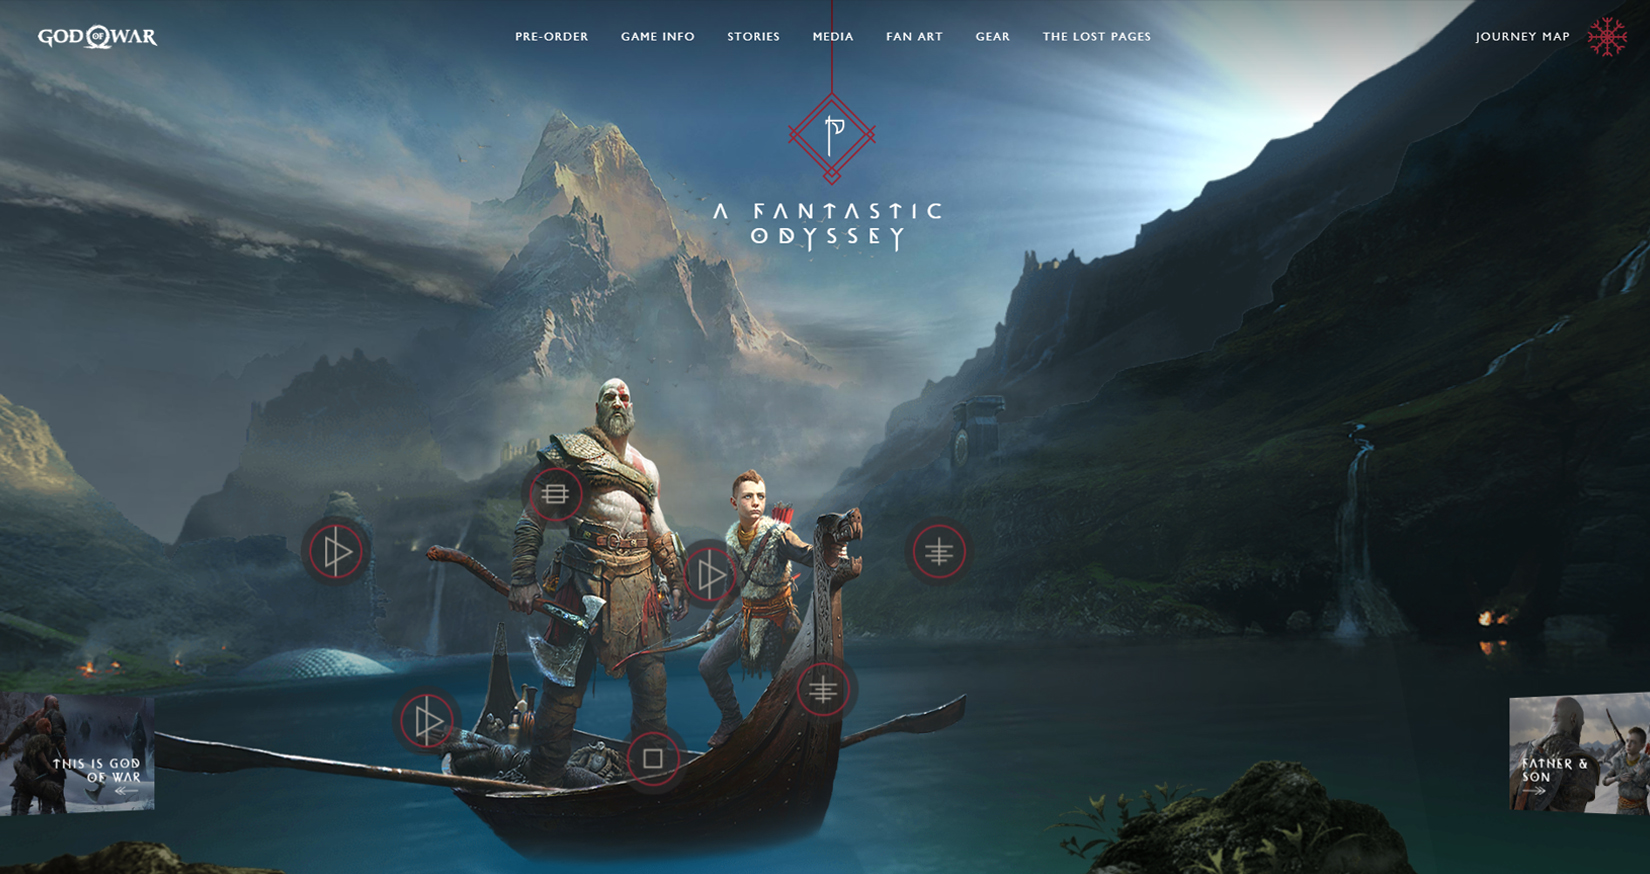 GOD OF WAR
PRE-ORDER
GAME INFO
STORIES
MEDIA
FAN ART
GEAR
THE LOST PAGES
JOURNEY MAP
A FANTASTIC
ODYSSEY
THIS IS GOD
OF WAR
FATHER &
SON